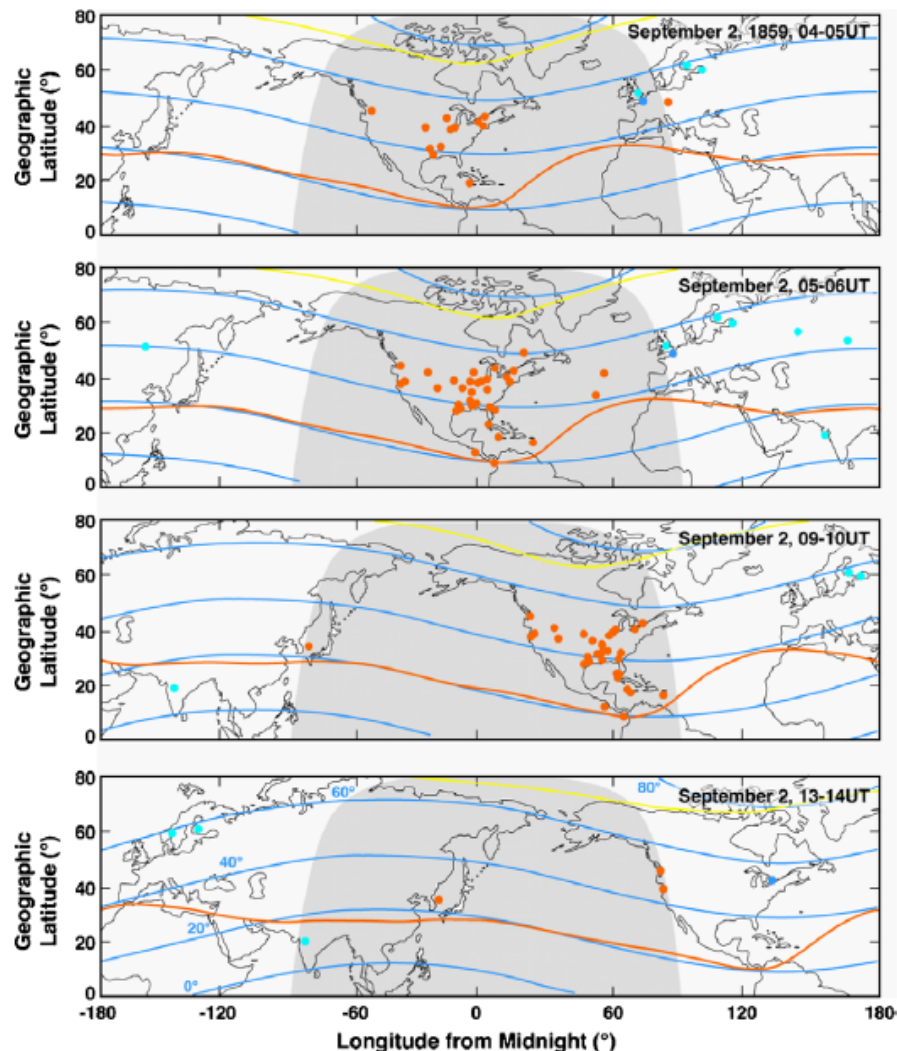 80
60
40
20
0
Geographic
Latitude (°)
September 2, 1859, 04-05UT
80
60
40
20
0
Geographic
Latitude (°)
September 2, 05-06UT
80
60
40
20
0
Geographic
Latitude (°)
September 2, 09-10UT
80
60
40
20
0
Geographic
Latitude (°)
September 2, 13-14UT
60°
80°
40°
20°
0°
-180 -120 -60 0 60 120 180
Longitude from Midnight (°)